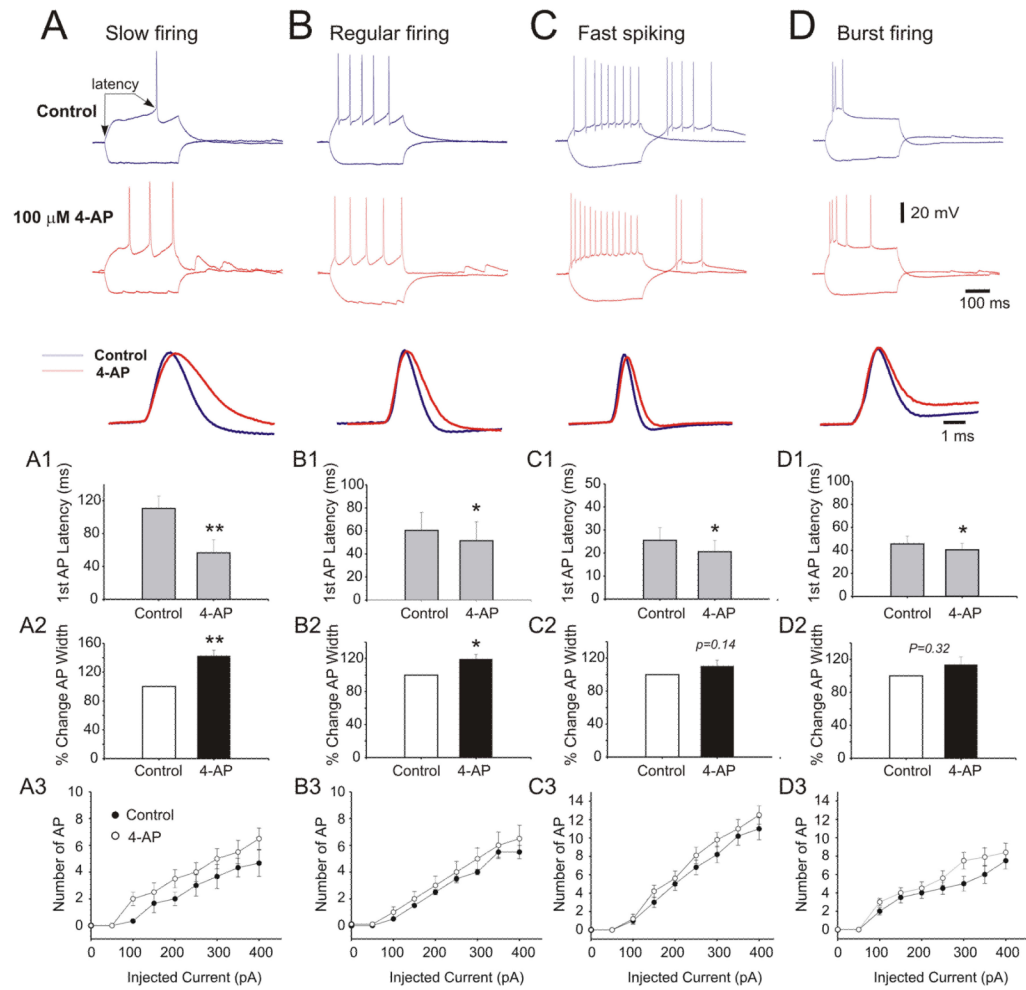 A Slow firing B Regular firing C Fast spiking D Burst firing
latency
Control
100 μM 4-AP
20 mV
100 ms
Control
4-AP
1 ms
A1 B1 C1 D1
1st AP Latency (ms) 120 80 40 0 Control 4-AP **
1st AP Latency (ms) 100 80 60 40 20 0 Control 4-AP *
1st AP Latency (ms) 50 40 30 20 10 0 Control 4-AP *
1st AP Latency (ms) 100 80 60 40 20 0 Control 4-AP *
A2 B2 C2 D2
% Change AP Width 160 120 80 40 0 Control 4-AP **
% Change AP Width 120 80 40 0 Control 4-AP *
% Change AP Width 120 80 40 0 Control 4-AP p=0.14
% Change AP Width 120 80 40 0 Control 4-AP P=0.32
A3 B3 C3 D3
Control
4-AP
Number of AP 10 8 6 4 2 0
0 100 200 300 400
Injected Current (pA)
Number of AP 10 8 6 4 2 0
0 100 200 300 400
Injected Current (pA)
Number of AP 14 12 10 8 6 4 2 0
0 100 200 300 400
Injected Current (pA)
Number of AP 14 12 10 8 6 4 2 0
0 100 200 300 400
Injected Current (pA)